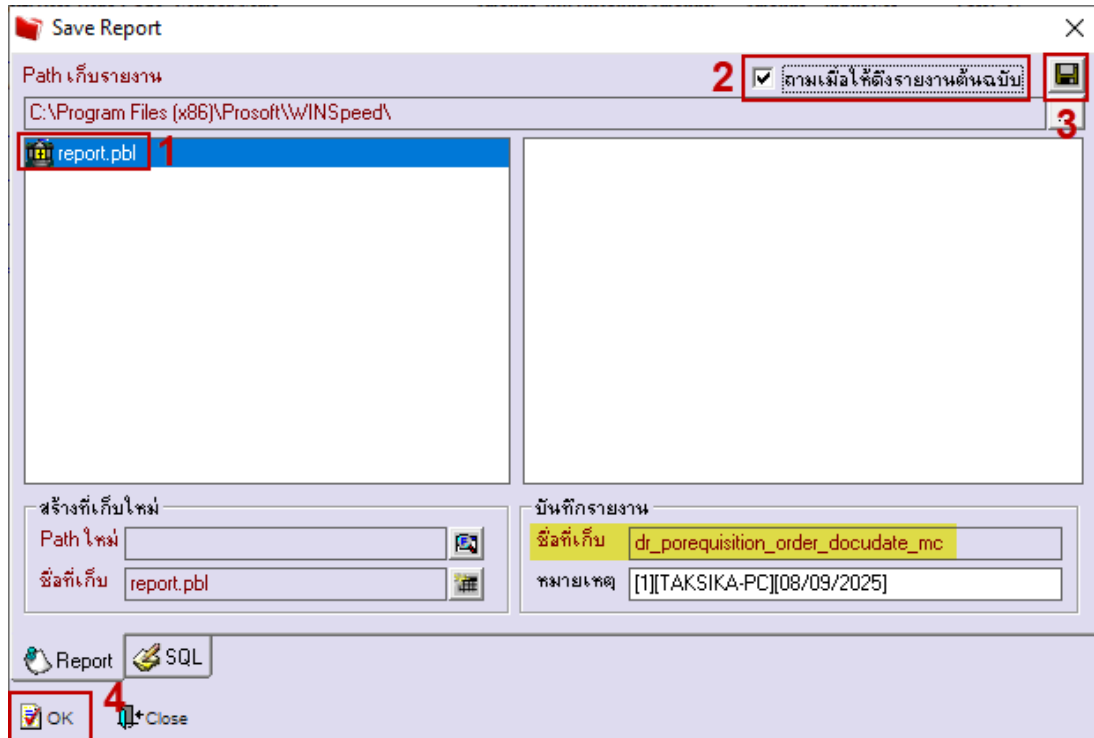 Save Report
Path เก็บรายงาน
2
ถามเมื่อให้ดึงรายงานต้นฉบับ
C:\Program Files (x86)\Prosoft\WINSpeed\
3
report.pbl
1
สร้างที่เก็บใหม่
Path ใหม่
ชื่อที่เก็บ report.pbl
บันทึกรายงาน
ชื่อที่เก็บ dr_porequisition_order_docudate_mc
หมายเหตุ [1][TAKSIKA-PC][08/09/2025]
Report SQL
4
OK Close